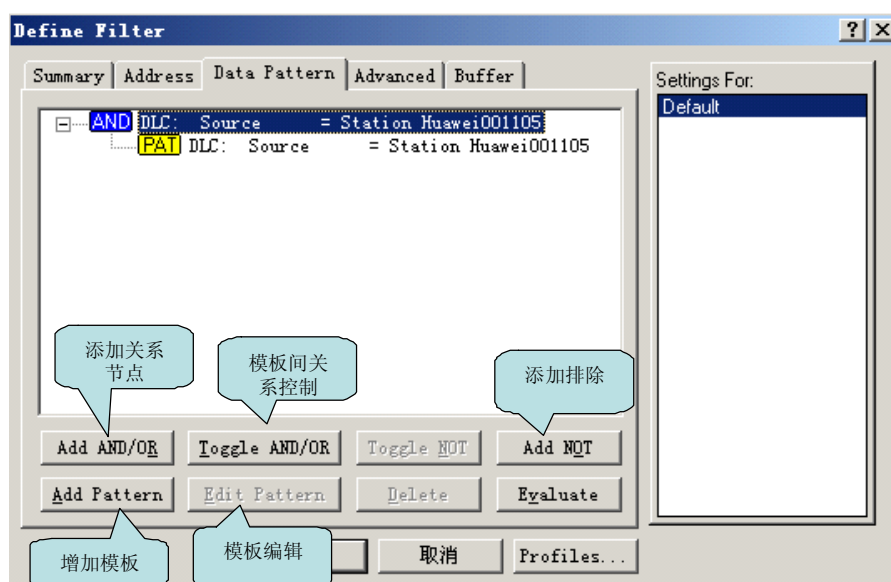 Define Filter
Summary Address Data Pattern Advanced Buffer
Settings For:
Default
AND DLC: Source = Station Huawei001105
PAT DLC: Source = Station Huawei001105
添加关系
节点
模板间关
系控制
添加排除
Add AND/OR Toggle AND/OR Toggle NOT Add NOT
Add Pattern Edit Pattern Delete Evaluate
增加模板
模板编辑
取消 Profiles...